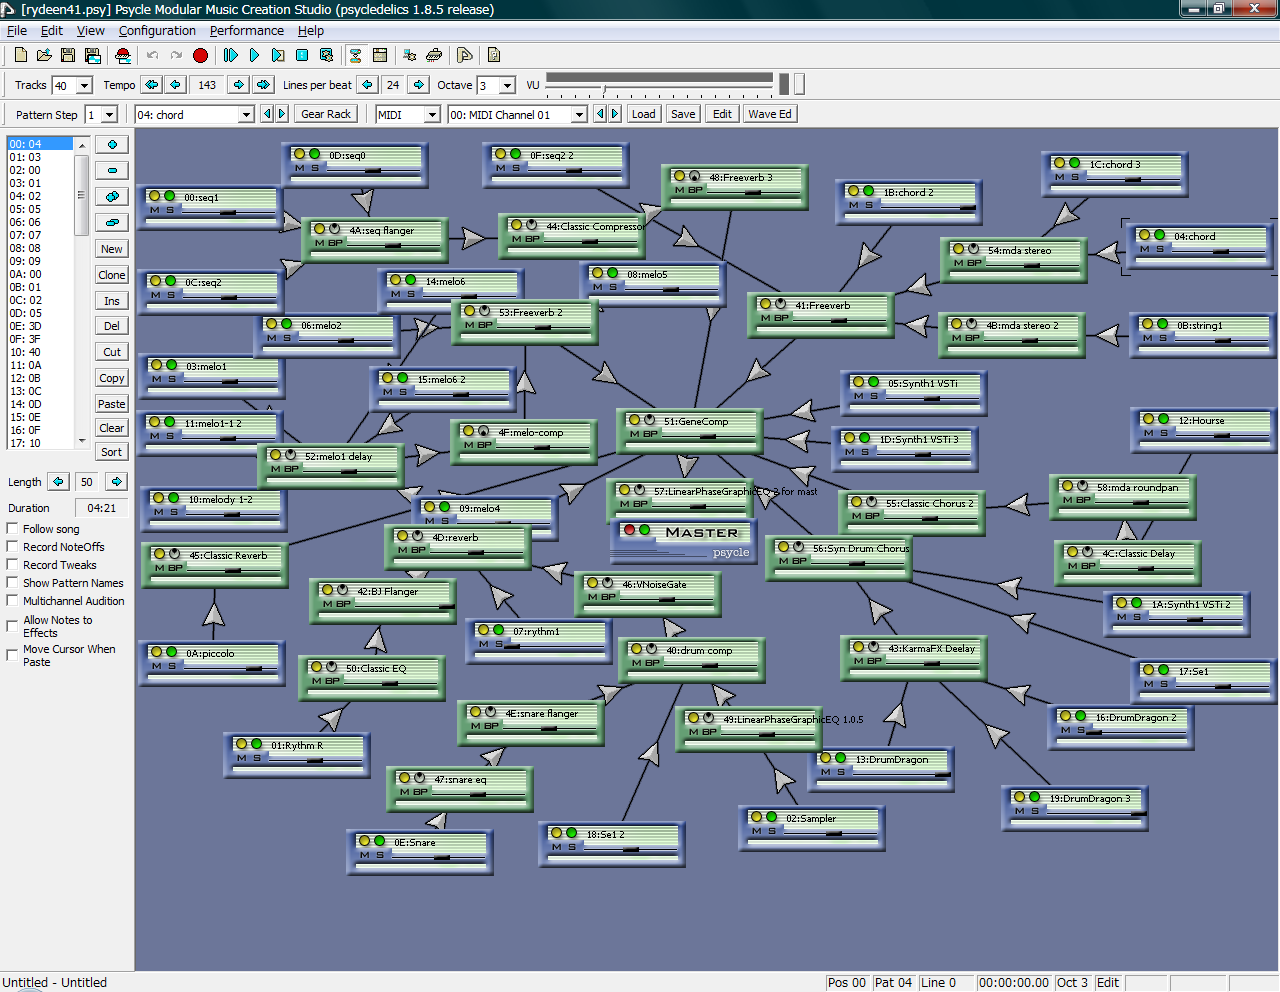 [rydeen41.psy] Psycle Modular Music Creation Studio (psycledelics 1.8.5 release)
File Edit View Configuration Performance Help
Tracks 40 Tempo 143 Lines per beat 24 Octave 3 VU
Pattern Step 1 04: chord Gear Rack MIDI 00: MIDI Channel 01 Load Save Edit Wave Ed
00: 04
01: 03
02: 00
03: 01
04: 02
05: 05
06: 06
07: 07
08: 08
09: 09
0A: 00
0B: 01
0C: 02
0D: 05
0E: 3D
0F: 3F
10: 40
11: 0A
12: 0B
13: 0C
14: 0D
15: 0E
16: 0F
17: 10
New
Clone
Ins
Del
Cut
Copy
Paste
Clear
Sort
Length 50
Duration 04:21
Follow song
Record NoteOffs
Record Tweaks
Show Pattern Names
Multichannel Audition
Allow Notes to
Effects
Move Cursor When
Paste
0D:seq0
M S
0F:seq2 2
M S
1C:chord 3
M S
48:Freeverb 3
M BP
1B:chord 2
M S
00:seq1
M S
4A:seq flanger
M BP
44:Classic Compressor
M BP
04:chord
M S
54:mda stereo
M BP
0C:seq2
M S
14:melo6
M S
08:melo5
M S
41:Freeverb
M BP
53:Freeverb 2
M BP
06:melo2
M S
4B:mda stereo 2
M BP
0B:string1
M S
03:melo1
M S
15:melo6 2
M S
05:Synth1 VSTi
M S
11:melo1-1 2
M S
4F:melo-comp
M BP
51:GeneComp
M BP
1D:Synth1 VSTi 3
M S
12:Hourse
M S
52:melo1 delay
M BP
10:melody 1-2
M S
09:melo4
M S
57:LinearPhaseGraphicEQ 2 for mast
M BP
55:Classic Chorus 2
M BP
58:mda roundpan
M BP
MASTER
psycle
4D:reverb
M BP
45:Classic Reverb
M BP
56:Syn Drum Chorus
M BP
4C:Classic Delay
M BP
42:BJ Flanger
M BP
46:VNoiseGate
M BP
1A:Synth1 VSTi 2
M S
07:rythm1
M S
0A:piccolo
M S
50:Classic EQ
M BP
40:drum comp
M BP
43:KarmaFX Deelay
M BP
17:Se1
M S
4E:snare flanger
M BP
49:LinearPhaseGraphicEQ 1.0.5
M BP
16:DrumDragon 2
M S
01:Rythm R
M S
13:DrumDragon
M S
47:snare eq
M BP
19:DrumDragon 3
M S
02:Sampler
M S
0E:Snare
M S
18:Se1 2
M S
Untitled - Untitled Pos 00 Pat 04 Line 0 00:00:00.00 Oct 3 Edit